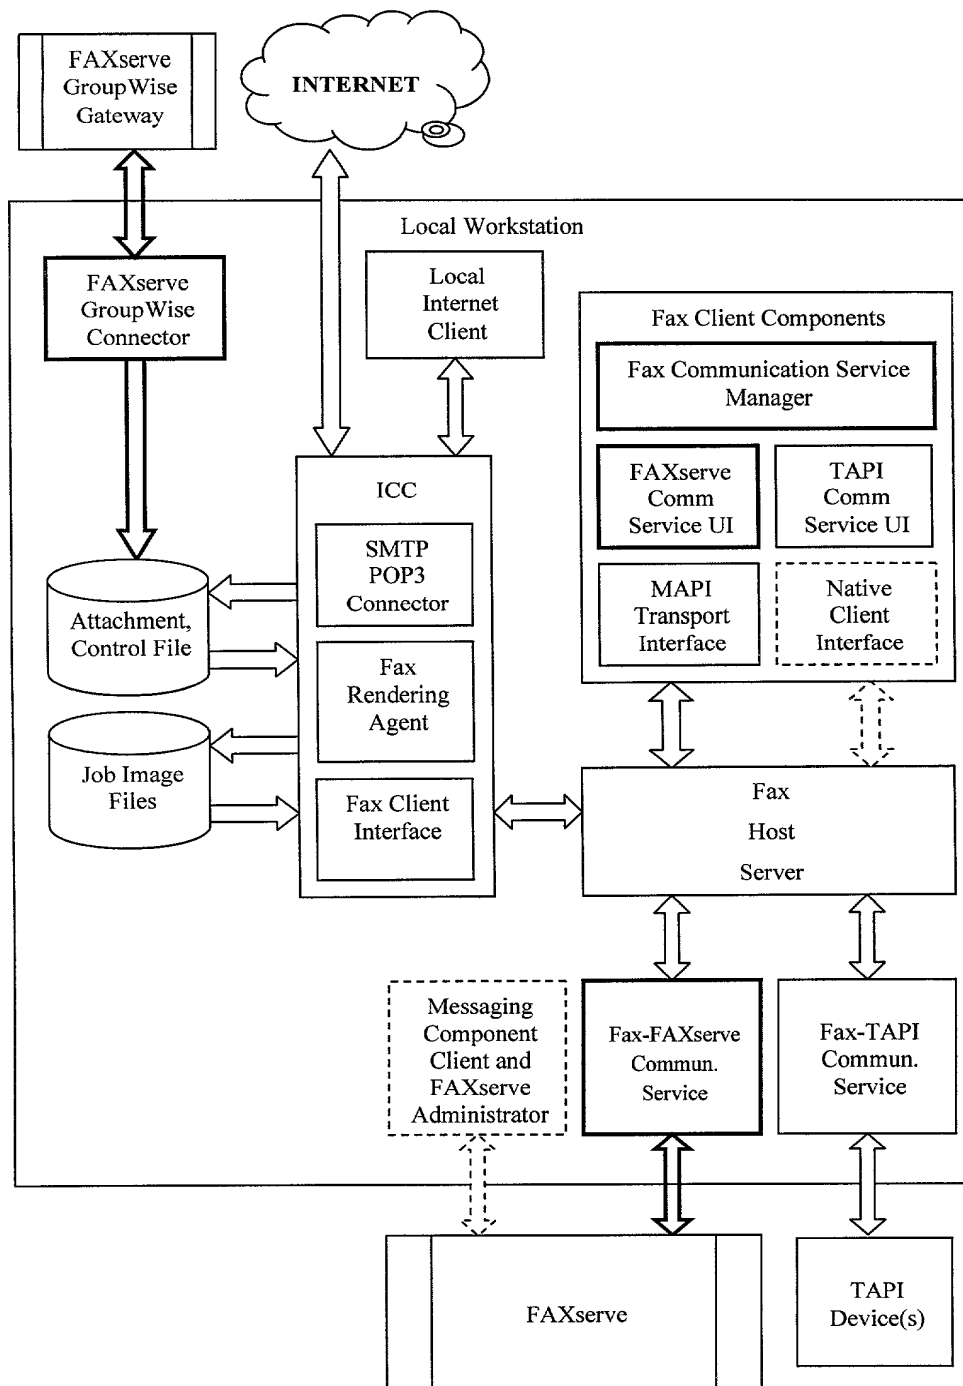 FAXserve
GroupWise
Gateway
INTERNET
Local Workstation
FAXserve
GroupWise
Connector
Local
Internet
Client
Fax Client Components
Fax Communication Service
Manager
FAXserve
Comm
Service UI
TAPI
Comm
Service UI
MAPI
Transport
Interface
Native
Client
Interface
ICC
SMTP
POP3
Connector
Fax
Rendering
Agent
Fax Client
Interface
Attachment,
Control File
Job Image
Files
Fax
Host
Server
Messaging
Component
Client and
FAXserve
Administrator
Fax-FAXserve
Commun.
Service
Fax-TAPI
Commun.
Service
FAXserve
TAPI
Device(s)